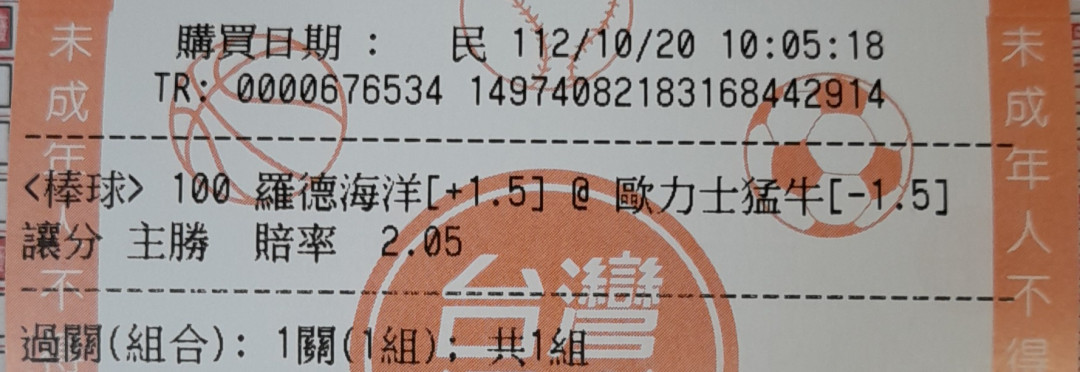 購買日期： 民 112/10/20 10:05:18
TR: 0000676534 14974082183168442914
<棒球> 100 羅德海洋[+1.5] @ 歐力士猛牛[-1.5]
讓分 主勝 賠率 2.05
過關(組合): 1關(1組); 共1組
台灣
未成年人不
未成年人不得